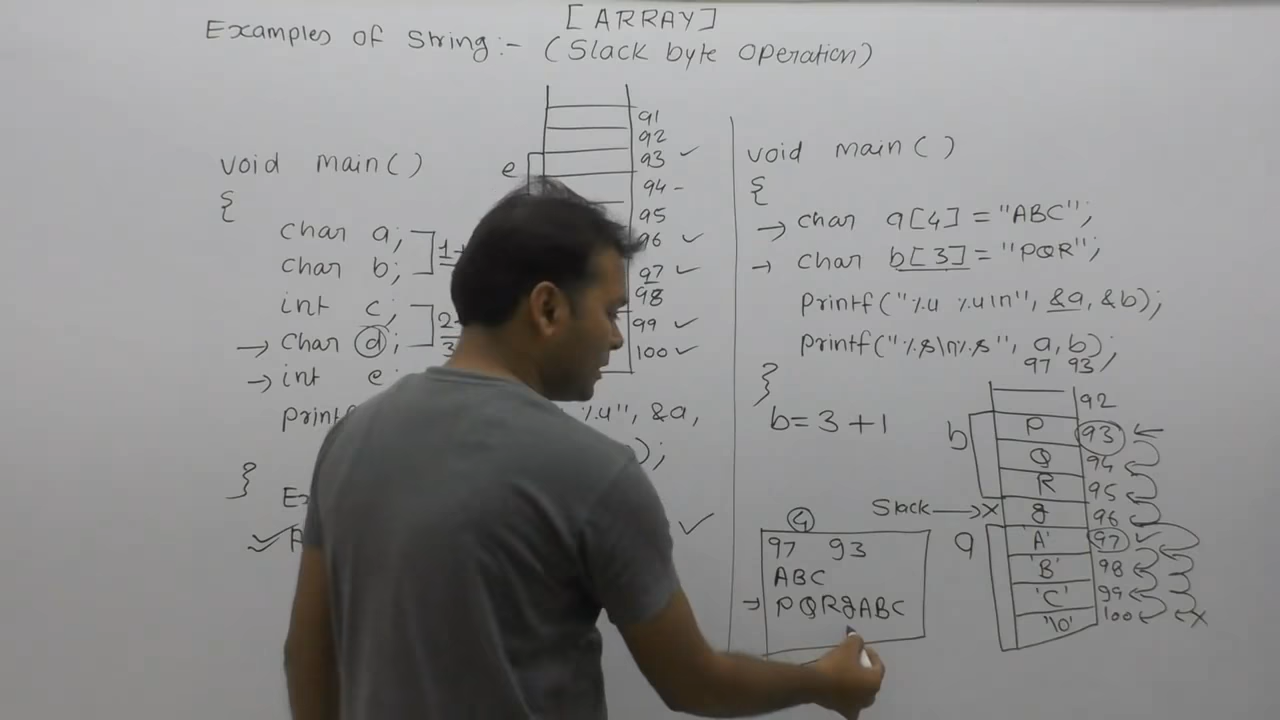 [ARRAY]
Examples of String:- (Slack byte operation)
void main()
{
char a;
char b;
int c;
char d;
int e;
}
e
91
92
93 ✓
94 -
95
96 ✓
97 ✓
98
99 ✓
100 ✓
%u", &a,
);
void main()
{
→ char a[4] = "ABC";
→ char b[3] = "PQR";
printf("%u %u\n", &a, &b);
printf("%s\n%s", a, b);
97 93
}
b=3+1
92
b
P 93
Q 94
R 95
Slack → X g 96
a
'A' 97
'B' 98
'C' 99
'\0' 100
X
4
97 93
ABC
→ PQRgABC